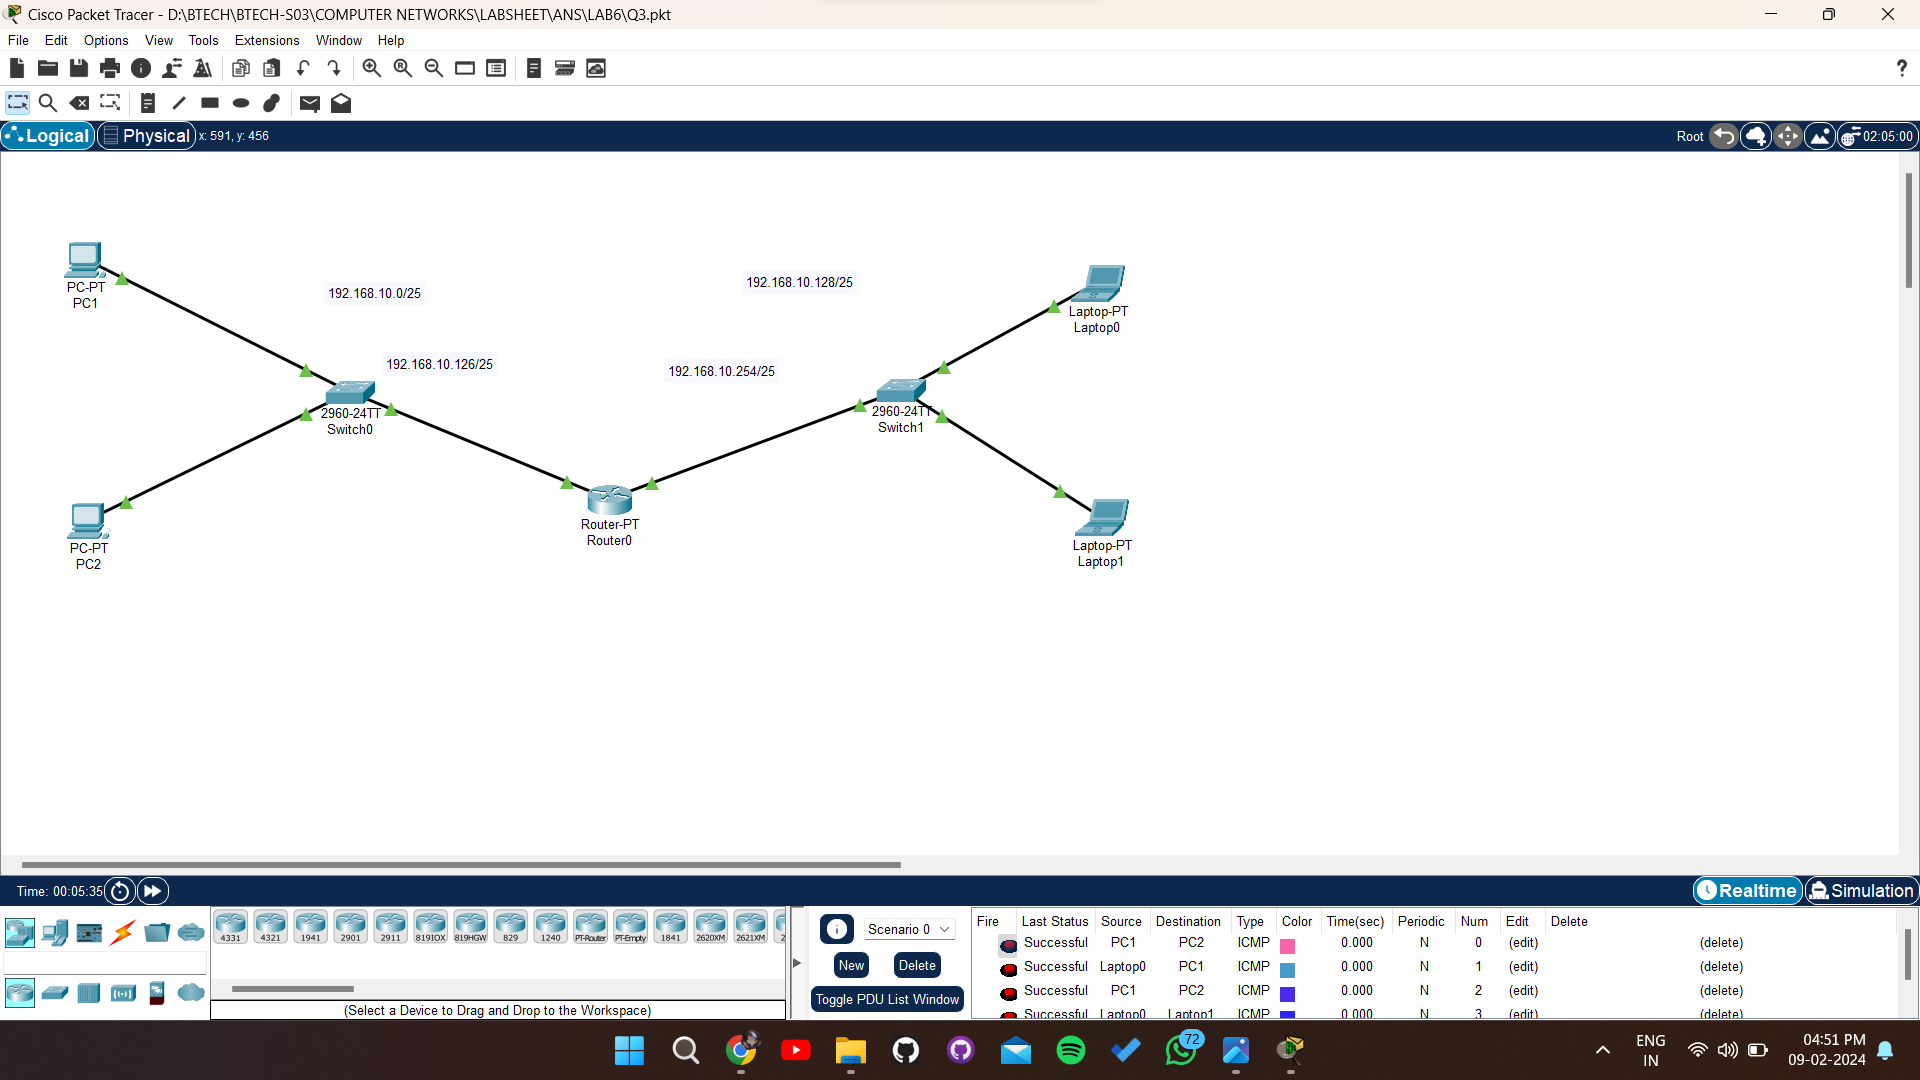 Cisco Packet Tracer - D:\BTECH\BTECH-S03\COMPUTER NETWORKS\LABSHEET\ANS\LAB6\Q3.pkt
File Edit Options View Tools Extensions Window Help
?
Logical Physical x: 591, y: 456 Root 02:05:00
PC-PT
PC1
192.168.10.0/25
192.168.10.128/25
Laptop-PT
Laptop0
192.168.10.126/25
192.168.10.254/25
2960-24TT
Switch0
2960-24TT
Switch1
Router-PT
Router0
PC-PT
PC2
Laptop-PT
Laptop1
Time: 00:05:35 Realtime Simulation
4331 4321 1941 2901 2911 819IOX 819HGW 829 1240 PT-Router PT-Empty 1841 2620XM 2621XM 2
(Select a Device to Drag and Drop to the Workspace)
Scenario 0
New Delete
Toggle PDU List Window
Fire Last Status Source Destination Type Color Time(sec) Periodic Num Edit Delete
Successful PC1 PC2 ICMP 0.000 N 0 (edit) (delete)
Successful Laptop0 PC1 ICMP 0.000 N 1 (edit) (delete)
Successful PC1 PC2 ICMP 0.000 N 2 (edit) (delete)
Successful Laptop0 Laptop1 ICMP 0.000 N 3 (edit) (delete)
72
ENG
IN
04:51 PM
09-02-2024